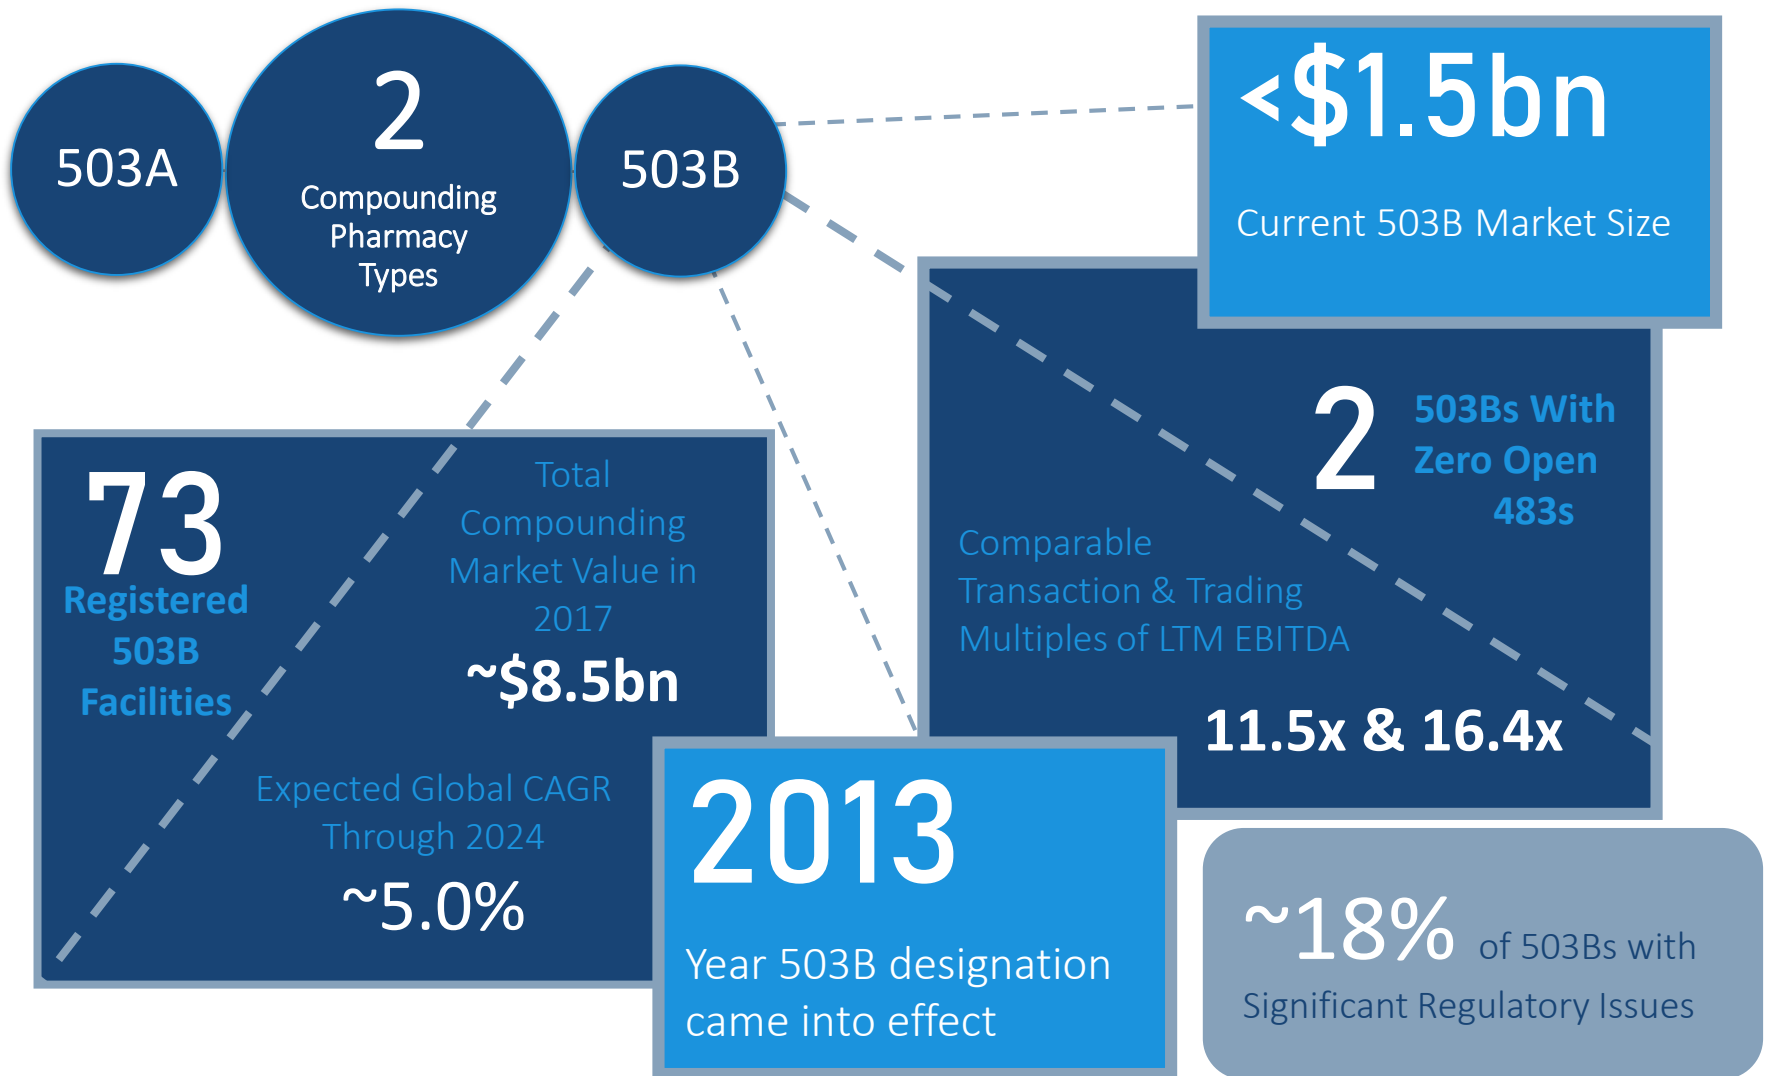 503A
2
Compounding
Pharmacy
Types
503B
<$1.5bn
Current 503B Market Size
2
503Bs With
Zero Open
483s
Comparable
Transaction & Trading
Multiples of LTM EBITDA
11.5x & 16.4x
73
Registered
503B
Facilities
Total
Compounding
Market Value in
2017
~$8.5bn
Expected Global CAGR
Through 2024
~5.0%
2013
Year 503B designation
came into effect
~18% of 503Bs with
Significant Regulatory Issues